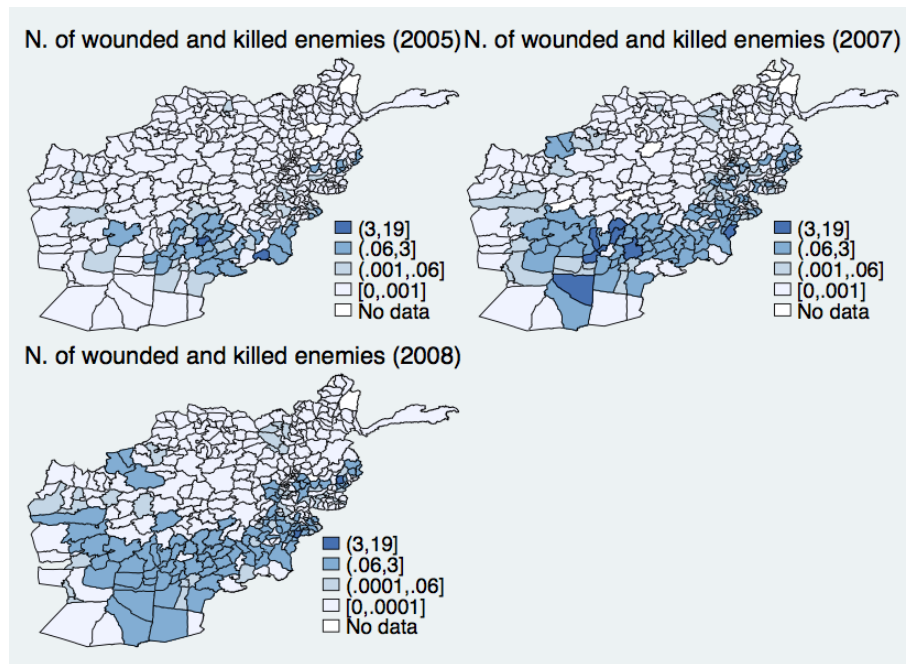 N. of wounded and killed enemies (2005)
N. of wounded and killed enemies (2007)
(3,19]
(.06,3]
(.001,.06]
[0,.001]
No data
(3,19]
(.06,3]
(.001,.06]
[0,.001]
No data
N. of wounded and killed enemies (2008)
(3,19]
(.06,3]
(.0001,.06]
[0,.0001]
No data